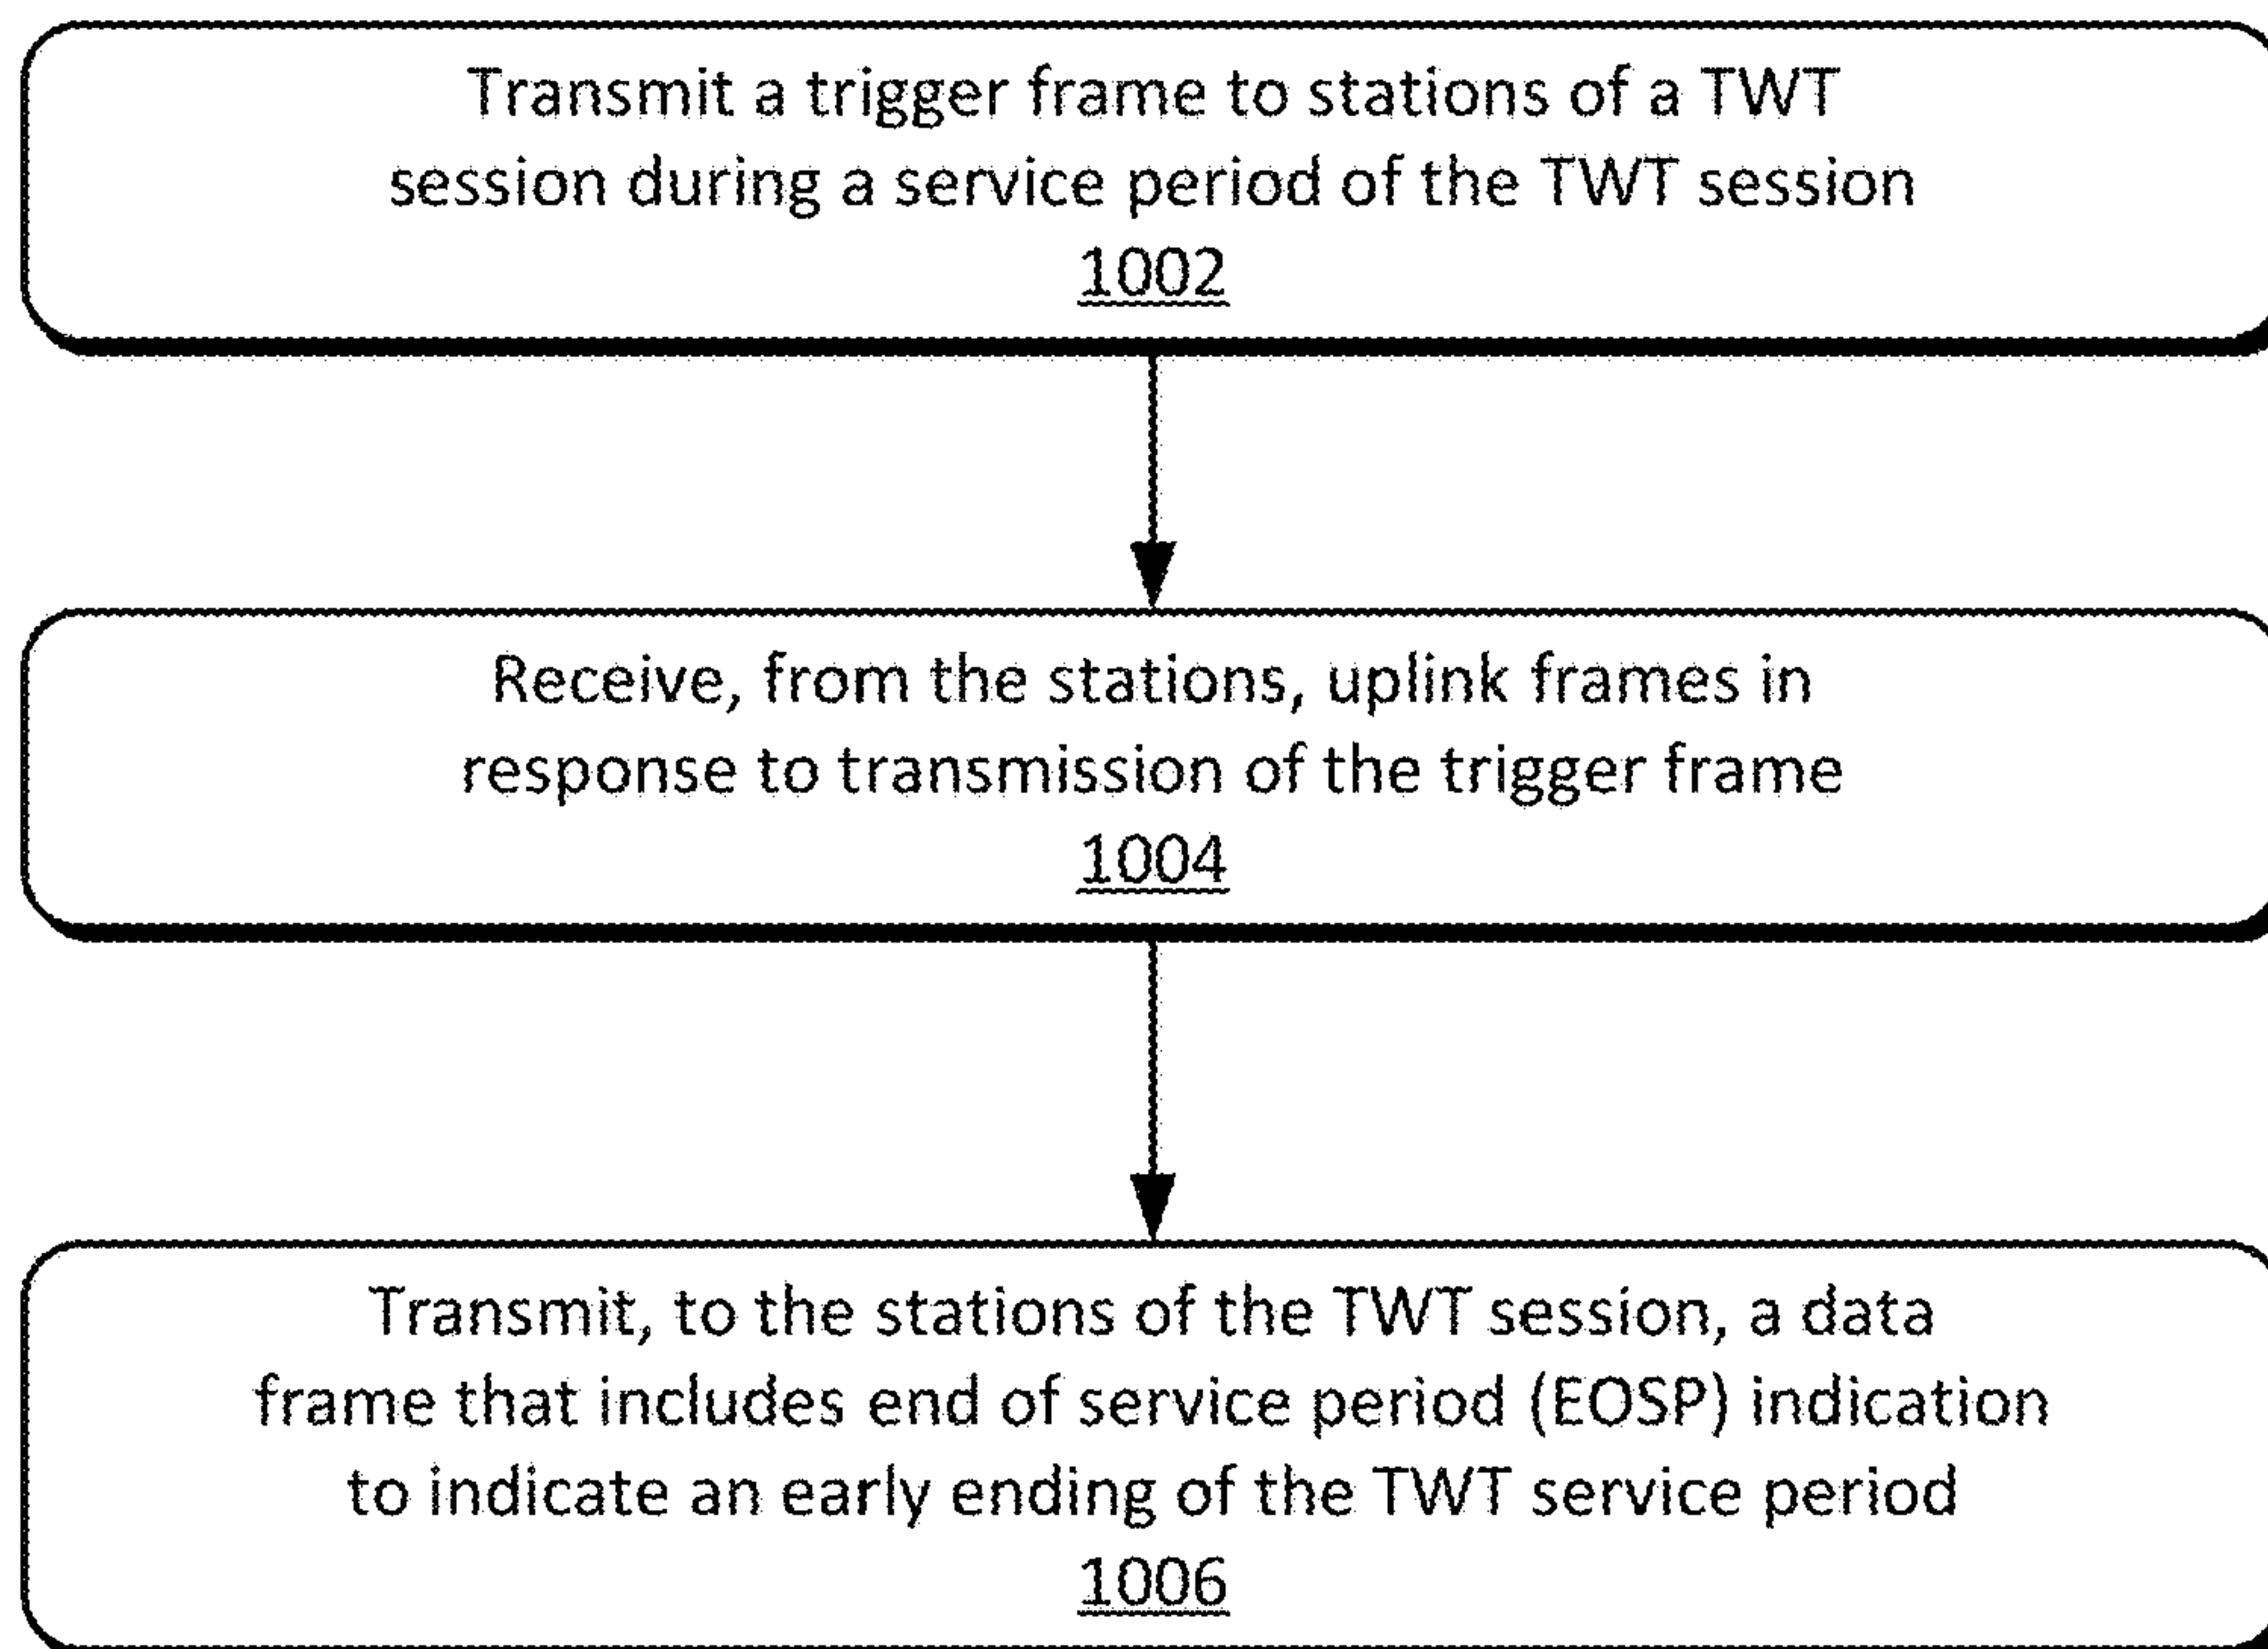 Transmit a trigger frame to stations of a TWT
session during a service period of the TWT session
1002
Receive, from the stations, uplink frames in
response to transmission of the trigger frame
1004
Transmit, to the stations of the TWT session, a data
frame that includes end of service period (EOSP) indication
to indicate an early ending of the TWT service period
1006